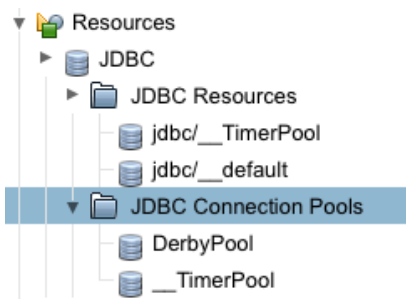 Resources
JDBC
JDBC Resources
jdbc/__TimerPool
jdbc/__default
JDBC Connection Pools
DerbyPool
__TimerPool